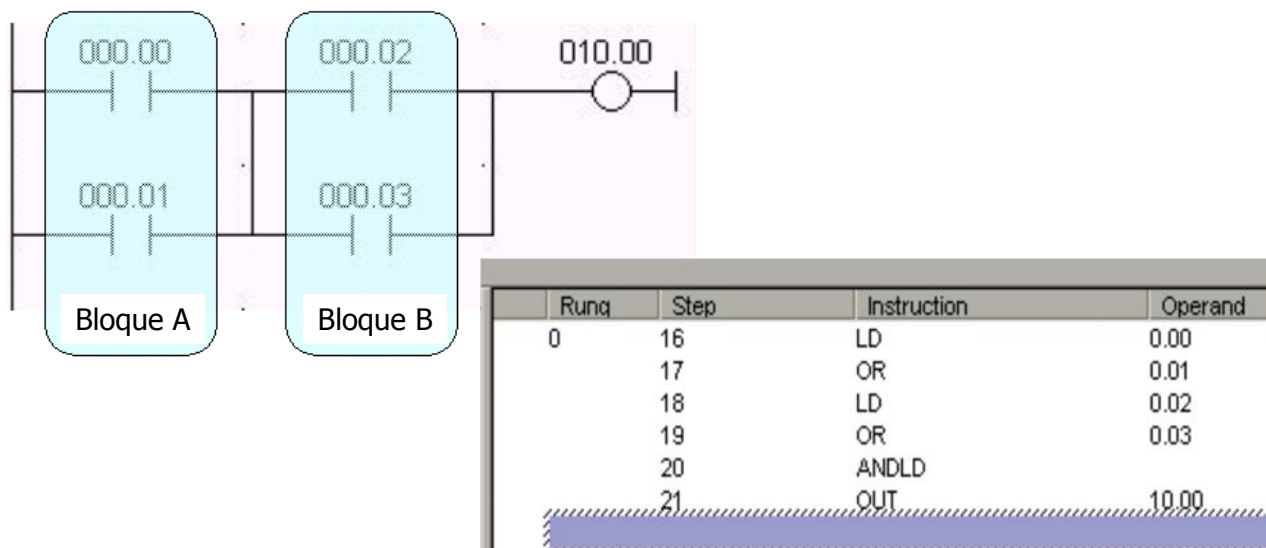 000.00 000.02 010.00
000.01 000.03
Bloque A Bloque B
Rung Step Instruction Operand
0 16 LD 0.00
17 OR 0.01
18 LD 0.02
19 OR 0.03
20 ANDLD
21 OUT 10.00